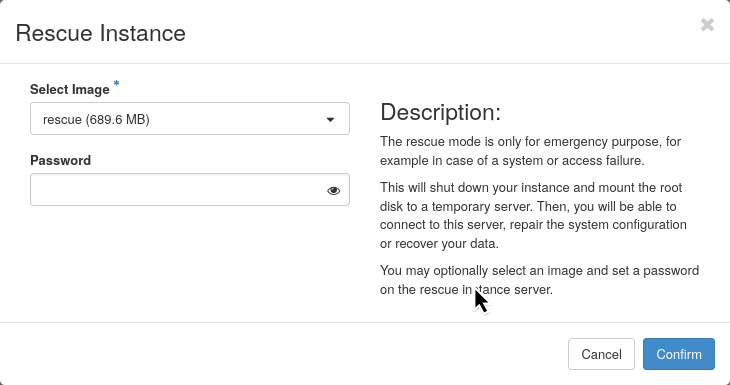 Rescue Instance
×
Select Image *
rescue (689.6 MB)
Password
Description:
The rescue mode is only for emergency purpose, for
example in case of a system or access failure.
This will shut down your instance and mount the root
disk to a temporary server. Then, you will be able to
connect to this server, repair the system configuration
or recover your data.
You may optionally select an image and set a password
on the rescue instance server.
Cancel
Confirm